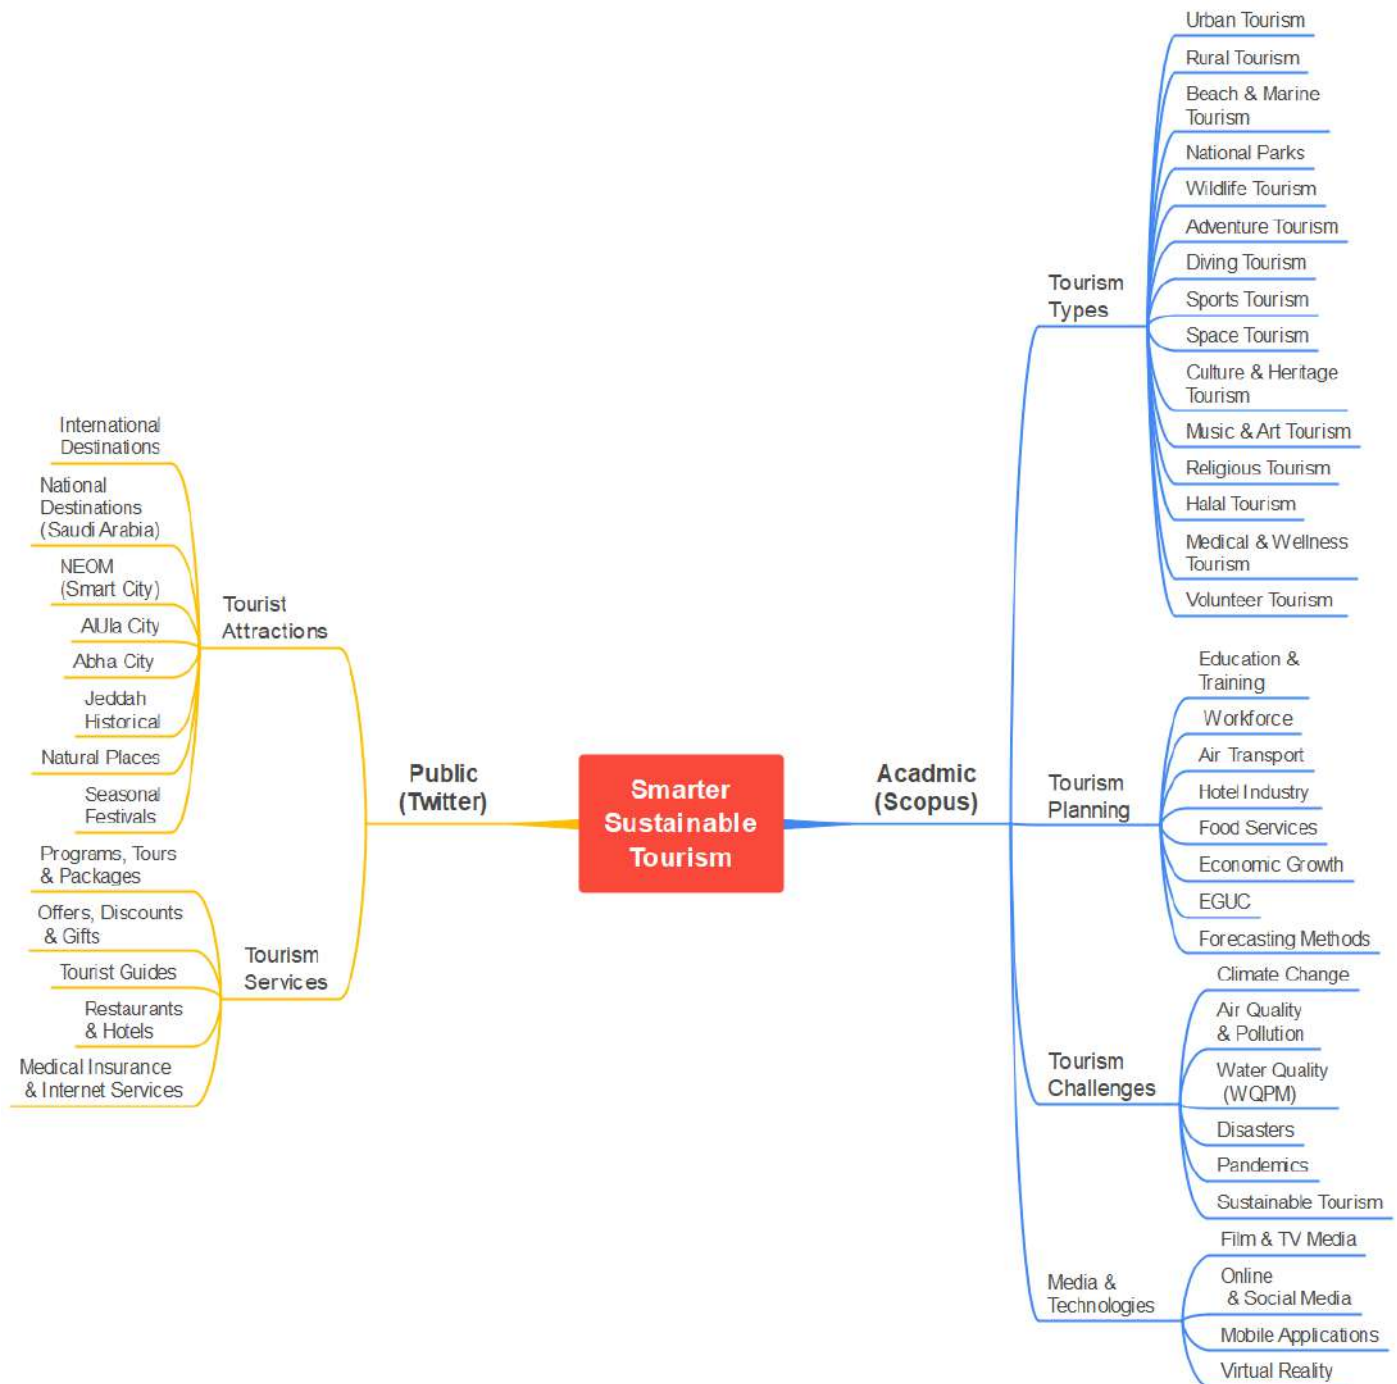 Smarter
Sustainable
Tourism
Public
(Twitter)
Tourist
Attractions
International
Destinations
National
Destinations
(Saudi Arabia)
NEOM
(Smart City)
AlUla City
Abha City
Jeddah
Historical
Natural Places
Seasonal
Festivals
Tourism
Services
Programs, Tours
& Packages
Offers, Discounts
& Gifts
Tourist Guides
Restaurants
& Hotels
Medical Insurance
& Internet Services
Acadmic
(Scopus)
Tourism
Types
Urban Tourism
Rural Tourism
Beach & Marine
Tourism
National Parks
Wildlife Tourism
Adventure Tourism
Diving Tourism
Sports Tourism
Space Tourism
Culture & Heritage
Tourism
Music & Art Tourism
Religious Tourism
Halal Tourism
Medical & Wellness
Tourism
Volunteer Tourism
Tourism
Planning
Education &
Training
Workforce
Air Transport
Hotel Industry
Food Services
Economic Growth
EGUC
Forecasting Methods
Tourism
Challenges
Climate Change
Air Quality
& Pollution
Water Quality
(WQPM)
Disasters
Pandemics
Sustainable Tourism
Media &
Technologies
Film & TV Media
Online
& Social Media
Mobile Applications
Virtual Reality